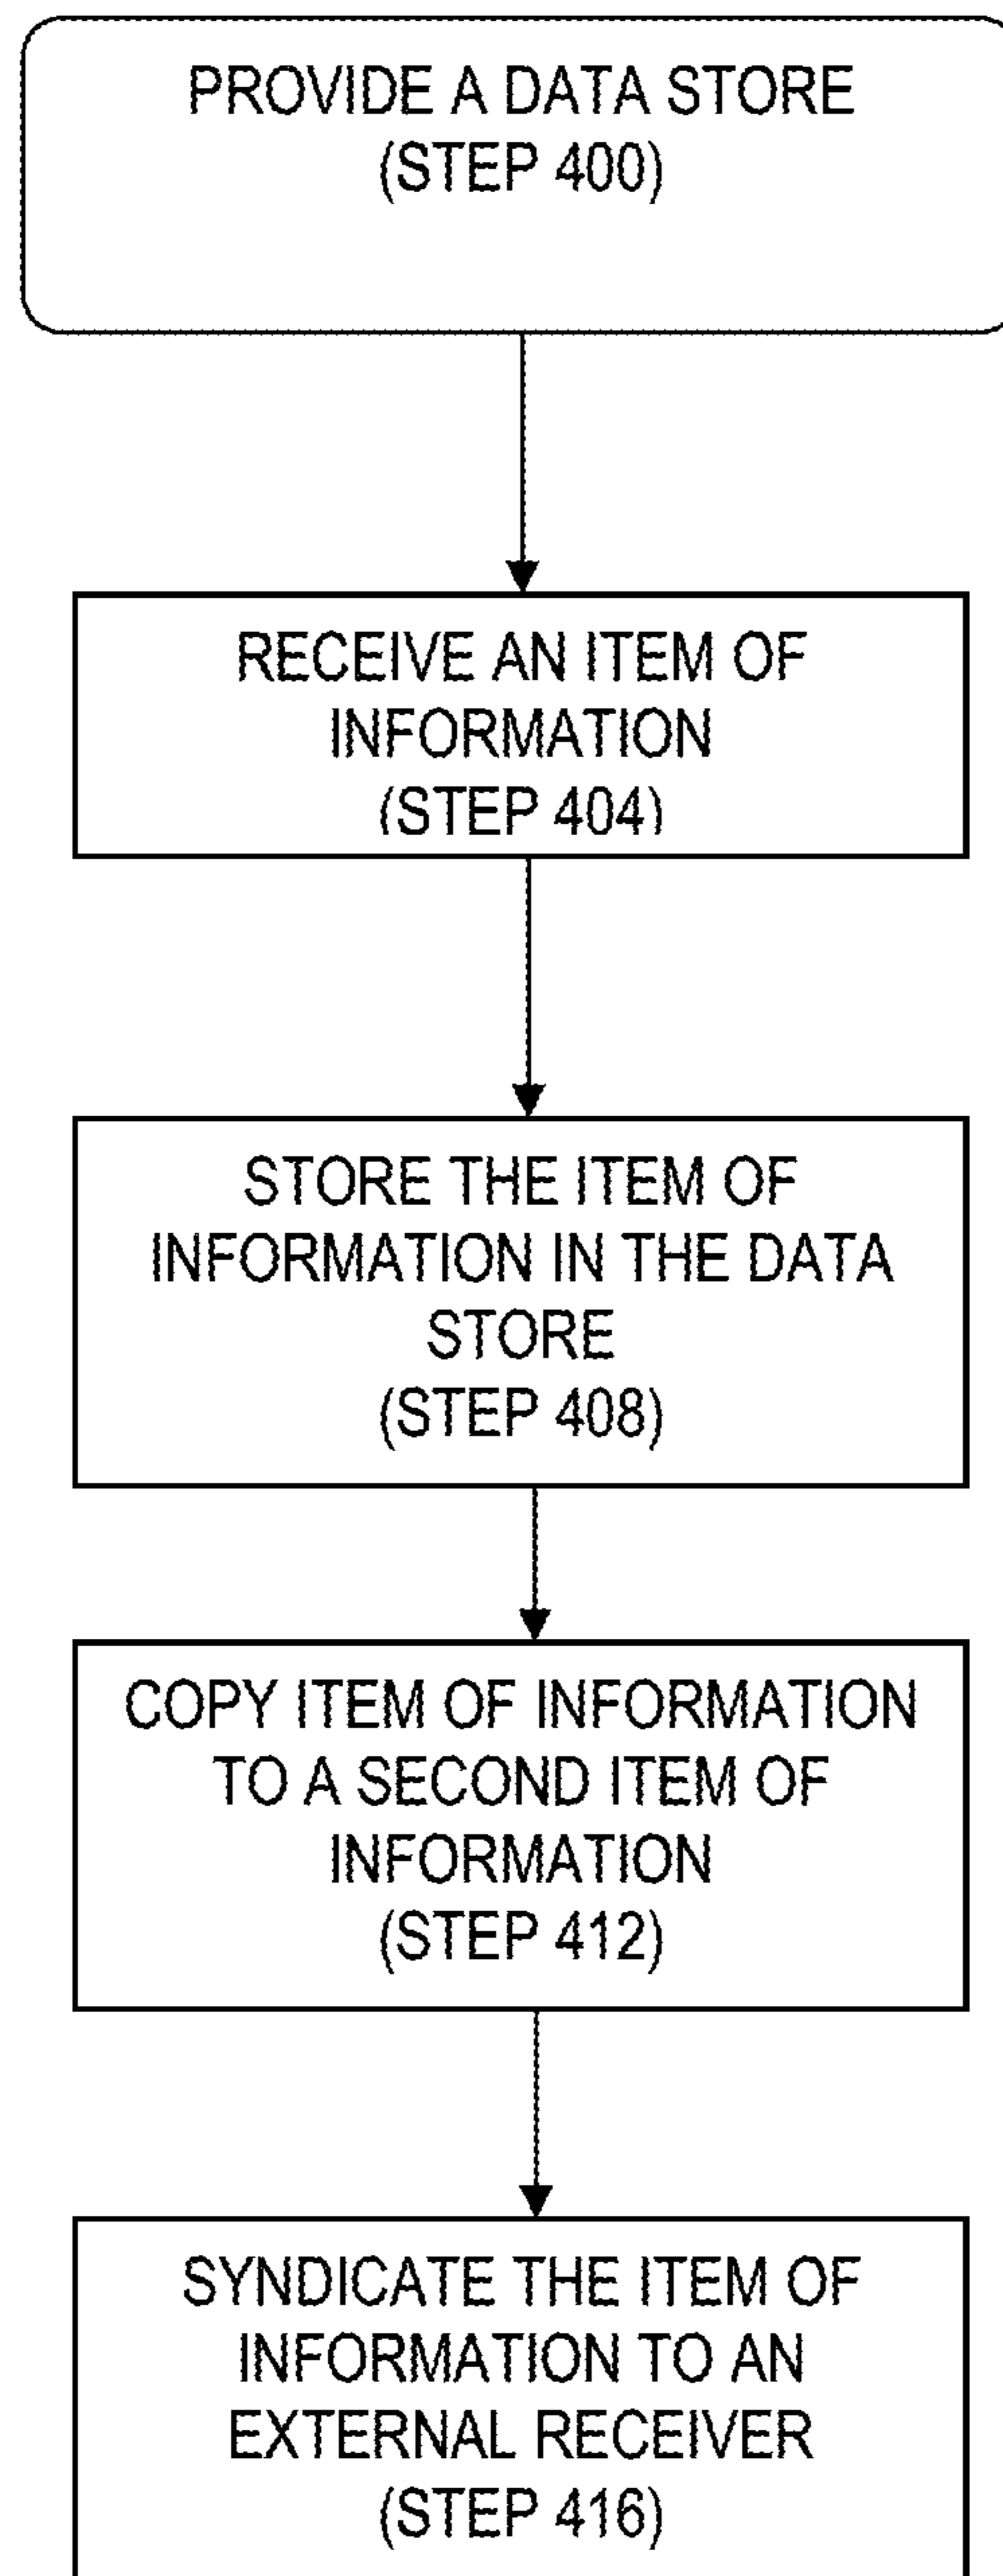 PROVIDE A DATA STORE
(STEP 400)
RECEIVE AN ITEM OF
INFORMATION
(STEP 404)
STORE THE ITEM OF
INFORMATION IN THE DATA
STORE
(STEP 408)
COPY ITEM OF INFORMATION
TO A SECOND ITEM OF
INFORMATION
(STEP 412)
SYNDICATE THE ITEM OF
INFORMATION TO AN
EXTERNAL RECEIVER
(STEP 416)